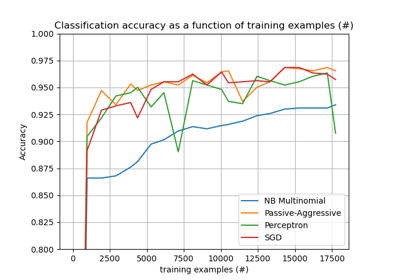 Classification accuracy as a function of training examples (#)
1.000
0.975
0.950
0.925
0.900
0.875
0.850
0.825
0.800
Accuracy
NB Multinomial
Passive-Aggressive
Perceptron
SGD
0 2500 5000 7500 10000 12500 15000 17500
training examples (#)